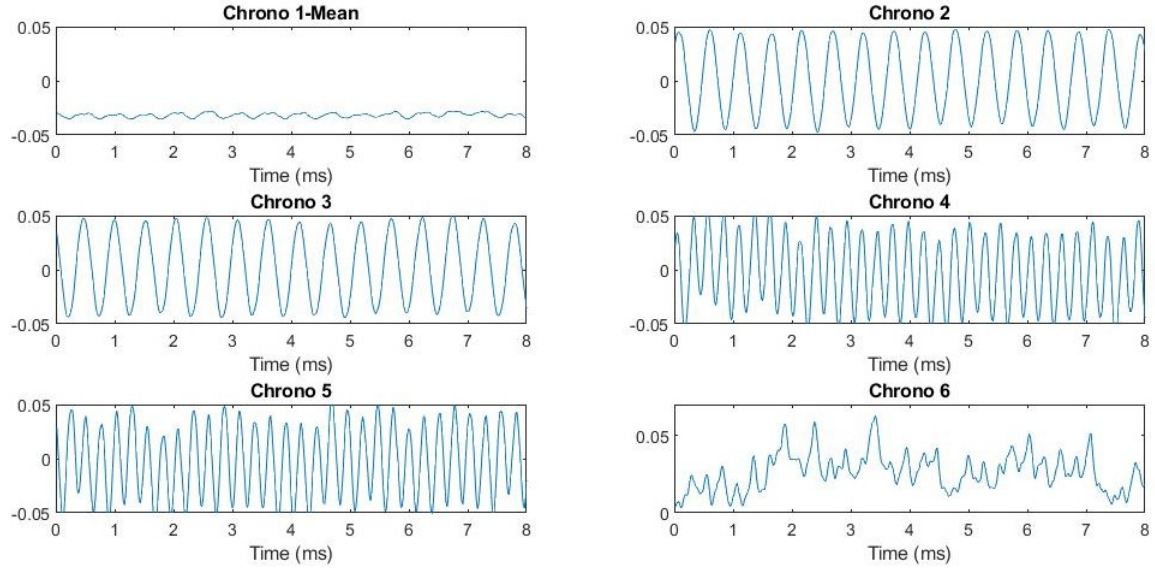 Chrono 1-Mean
0.05
0
-0.05
0 1 2 3 4 5 6 7 8
Time (ms)
Chrono 2
0.05
0
-0.05
0 1 2 3 4 5 6 7 8
Time (ms)
Chrono 3
0.05
0
-0.05
0 1 2 3 4 5 6 7 8
Time (ms)
Chrono 4
0.05
0
-0.05
0 1 2 3 4 5 6 7 8
Time (ms)
Chrono 5
0.05
0
-0.05
0 1 2 3 4 5 6 7 8
Time (ms)
Chrono 6
0.05
0
0 1 2 3 4 5 6 7 8
Time (ms)